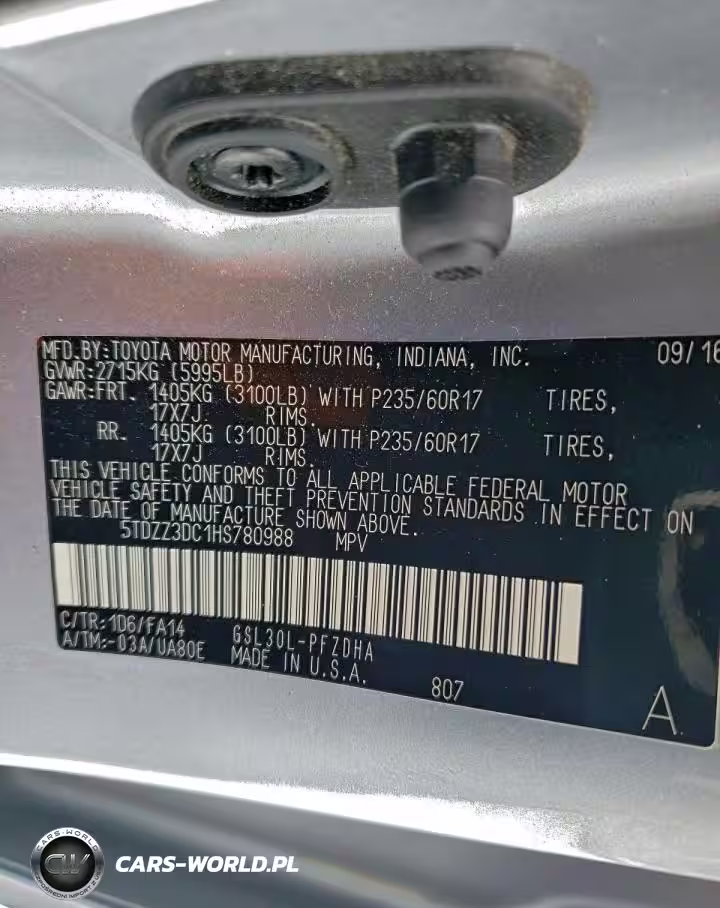 MFD.BY:TOYOTA MOTOR MANUFACTURING, INDIANA, INC. 09/16
GVWR:2715KG (5995LB)
GAWR:FRT. 1405KG (3100LB) WITH P235/60R17 TIRES,
17X7J RIMS.
RR. 1405KG (3100LB) WITH P235/60R17 TIRES,
17X7J RIMS.
THIS VEHICLE CONFORMS TO ALL APPLICABLE FEDERAL MOTOR
VEHICLE SAFETY AND THEFT PREVENTION STANDARDS IN EFFECT ON
THE DATE OF MANUFACTURE SHOWN ABOVE.
5TDZZ3DC1HS780988 MPV
C/TR:1D6/FA14 GSL30L-PFZDHA
A/TM:-03A/UA80E MADE IN U.S.A.
807 A
CARS-WORLD
CW
CARS-WORLD.PL